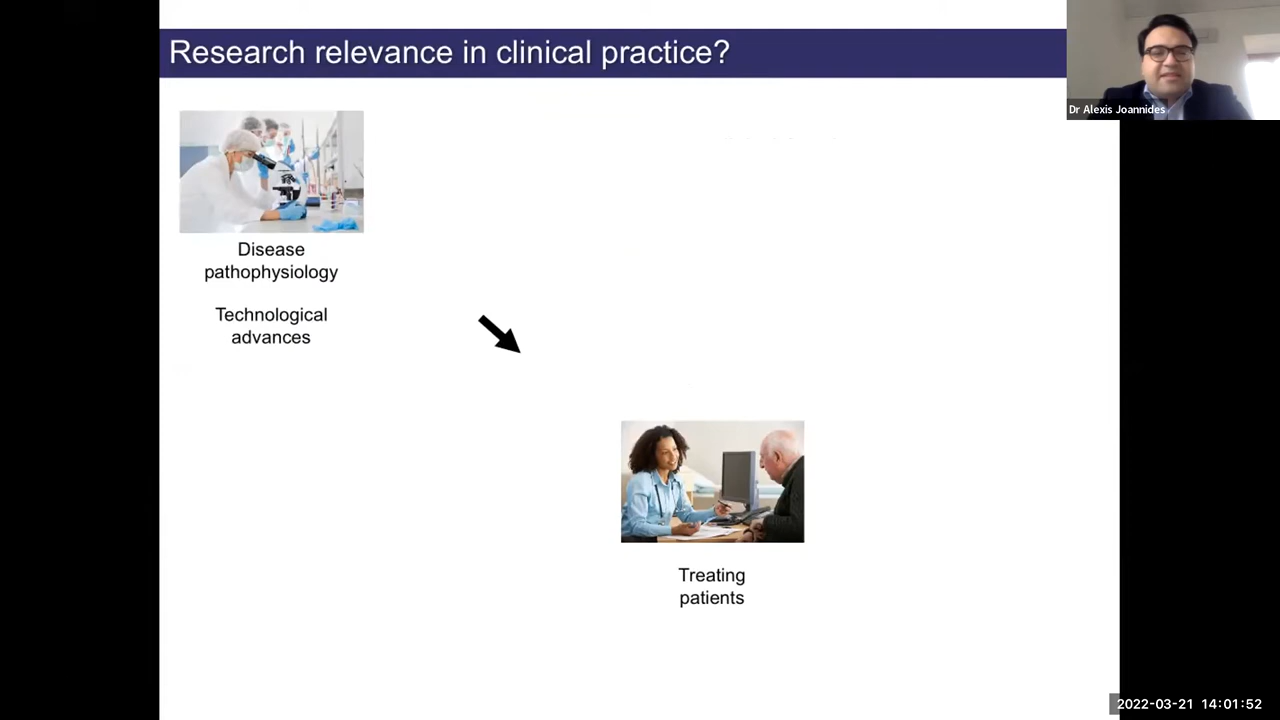 Research relevance in clinical practice?
Dr Alexis Joannides
Disease
pathophysiology
Technological
advances
Treating
patients
2022-03-21 14:01:52